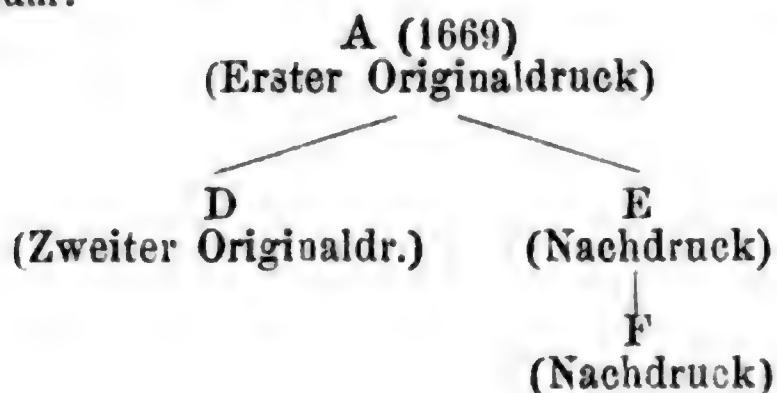 A (1669)
(Erster Originaldruck)
D E
(Zweiter Originaldr.) (Nachdruck)
F
(Nachdruck)